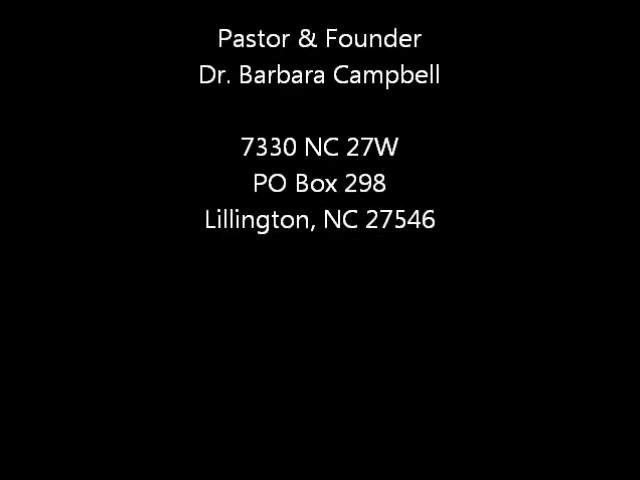 Pastor & Founder
Dr. Barbara Campbell
7330 NC 27W
PO Box 298
Lillington, NC 27546